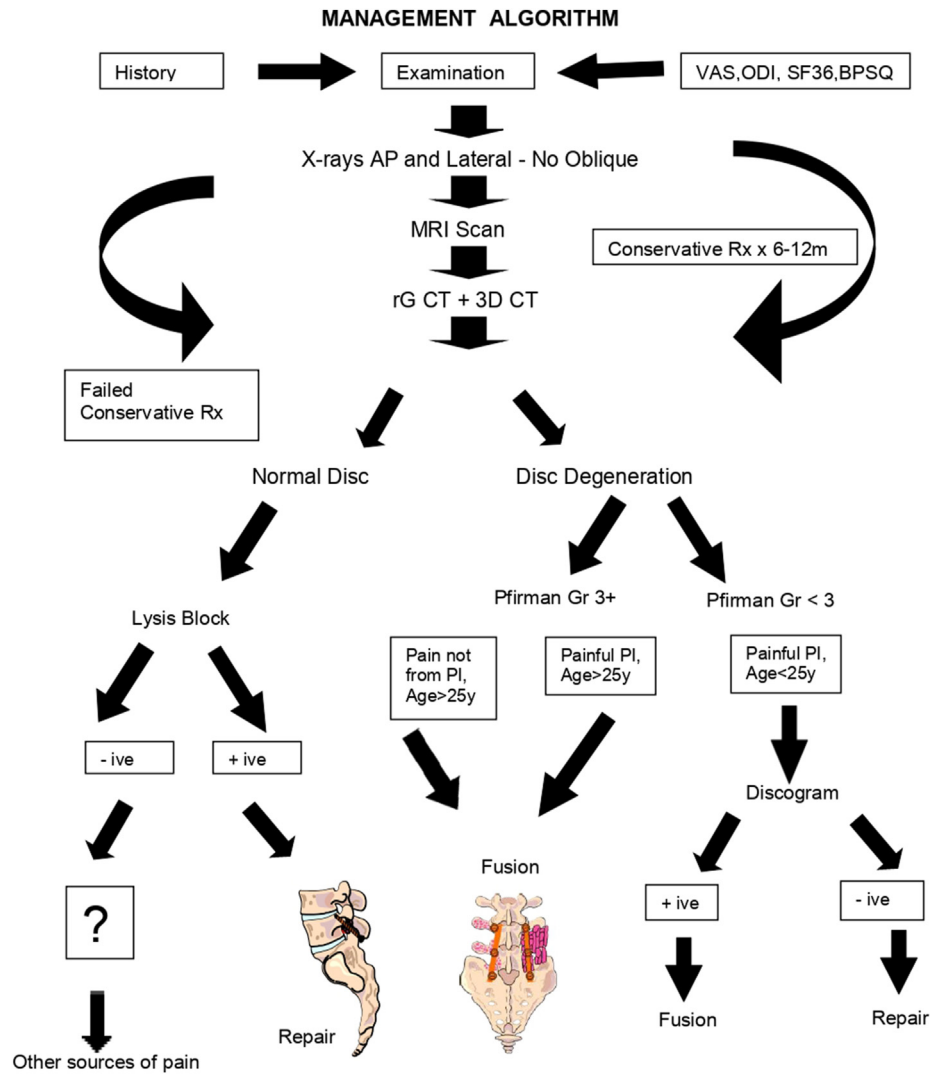 MANAGEMENT ALGORITHM
History
Examination
VAS,ODI, SF36,BPSQ
X-rays AP and Lateral - No Oblique
MRI Scan
Conservative Rx x 6-12m
rG CT + 3D CT
Failed
Conservative Rx
Normal Disc
Disc Degeneration
Lysis Block
Pfirman Gr 3+
Pfirman Gr < 3
Pain not
from PI,
Age>25y
Painful PI,
Age>25y
Painful PI,
Age<25y
- ive
+ ive
Discogram
?
Repair
Fusion
+ ive
- ive
Fusion
Repair
Other sources of pain